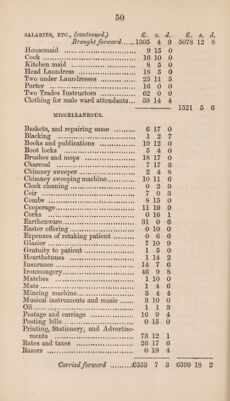 50
SALARIES, ETC., (continued.) £. s. d. £. s. d.
Brought forward......1305 4 9 5078 12 8
Housemaid 9 15 0
Cook 16 10 0
Kitchen maid 8 5 0
Head Laundress 18 5 0
Two under Laundresses 25 11 5
Porter 16 0 0
Two Trades Instructors 62 0 0
Clothing for male ward attendants... 59 14 4
1521 5 6
MISCELLANEOUS.
Baskets, and repairing same 6 17 0
Blacking 1 2 7
Books and publications 19 12 0
Boot locks 5 4 0
Brushes and mops 18 17 0
Charcoal 7 17 3
Chimney sweeper 2 4 8
Chimney sweeping machine 10 11 6
Clock cleaning 0 2 9
Coir 7 0 3
Combs 8 15 0
Cooperage 11 19 9
Corks 0 16 1
Earthenware 31 0 6
Easter offering 0 10 0
Expenses of retaking patient 0 6 6
Glazier 7 10 9
Gratuity to patient 1 5 0
Hearthstones 1 14 2
Insurance 14 7 6
Ironmongery 46 9 8
Matches 1 10 0
Mats 1 4 6
Mincing machine 3 4 4
Musical instruments and music 3 10 0
Oil 1 1 3
Postage and carriage 16 9 4
Posting bills 0 15 0
Printing, Stationery, and Advertise-
ments 73 12 1
Rates and taxes 26 17 6
Razors 0 19 4
Carried forward £333 7 3 6599 18 2